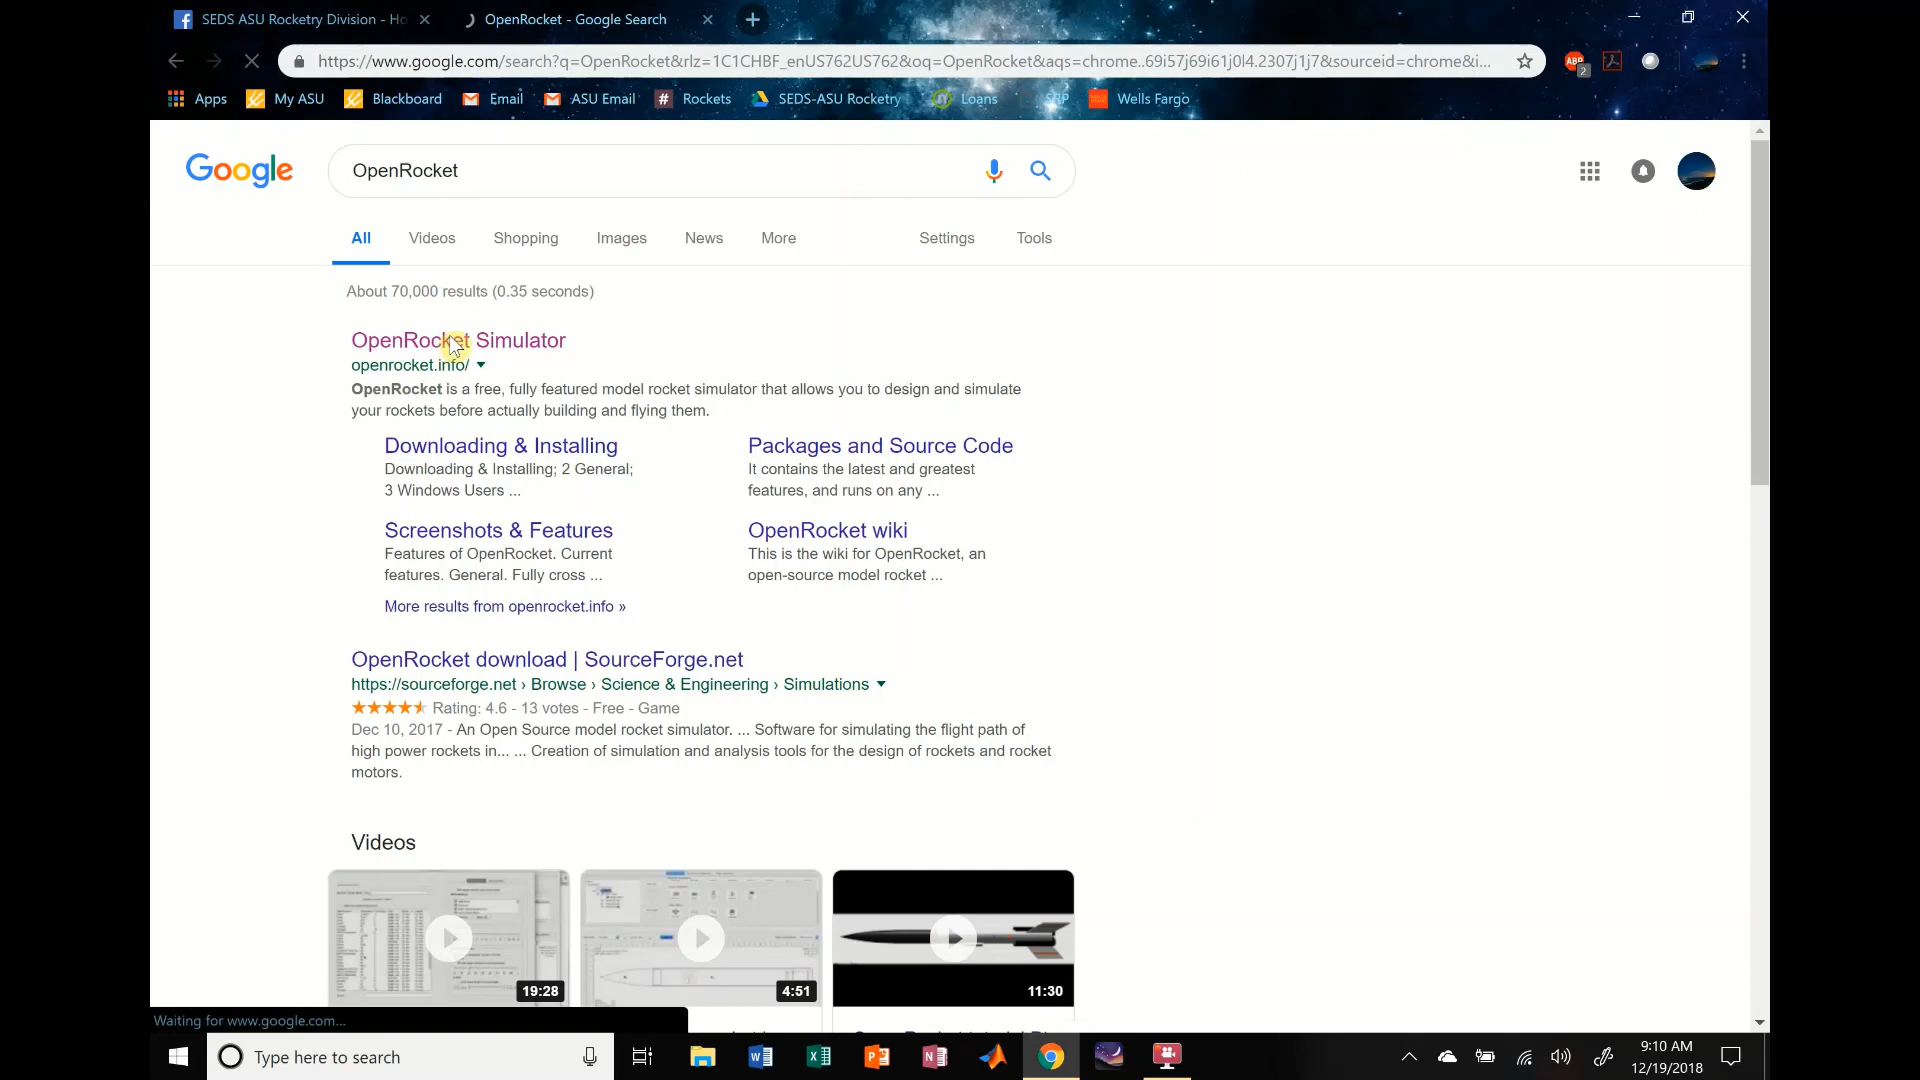 SEDS ASU Rocketry Division - Ho
OpenRocket - Google Search
https://www.google.com/search?q=OpenRocket&rlz=1C1CHBF_enUS762US762&oq=OpenRocket&aqs=chrome..69i57j69i61j0l4.2307j1j7&sourceid=chrome&i...
ABP
2
Apps
My ASU
Blackboard
Email
ASU Email
# Rockets
SEDS-ASU Rocketry
Loans
SRP
Wells Fargo
Google
OpenRocket
All
Videos
Shopping
Images
News
More
Settings
Tools
About 70,000 results (0.35 seconds)
OpenRocket Simulator
openrocket.info/
OpenRocket is a free, fully featured model rocket simulator that allows you to design and simulate
your rockets before actually building and flying them.
Downloading & Installing
Downloading & Installing; 2 General;
3 Windows Users ...
Packages and Source Code
It contains the latest and greatest
features, and runs on any ...
Screenshots & Features
Features of OpenRocket. Current
features. General. Fully cross ...
OpenRocket wiki
This is the wiki for OpenRocket, an
open-source model rocket ...
More results from openrocket.info »
OpenRocket download | SourceForge.net
https://sourceforge.net › Browse › Science & Engineering › Simulations
Rating: 4.6 - 13 votes - Free - Game
Dec 10, 2017 - An Open Source model rocket simulator. ... Software for simulating the flight path of
high power rockets in... ... Creation of simulation and analysis tools for the design of rockets and rocket
motors.
Videos
19:28
4:51
11:30
Waiting for www.google.com...
Type here to search
9:10 AM
12/19/2018